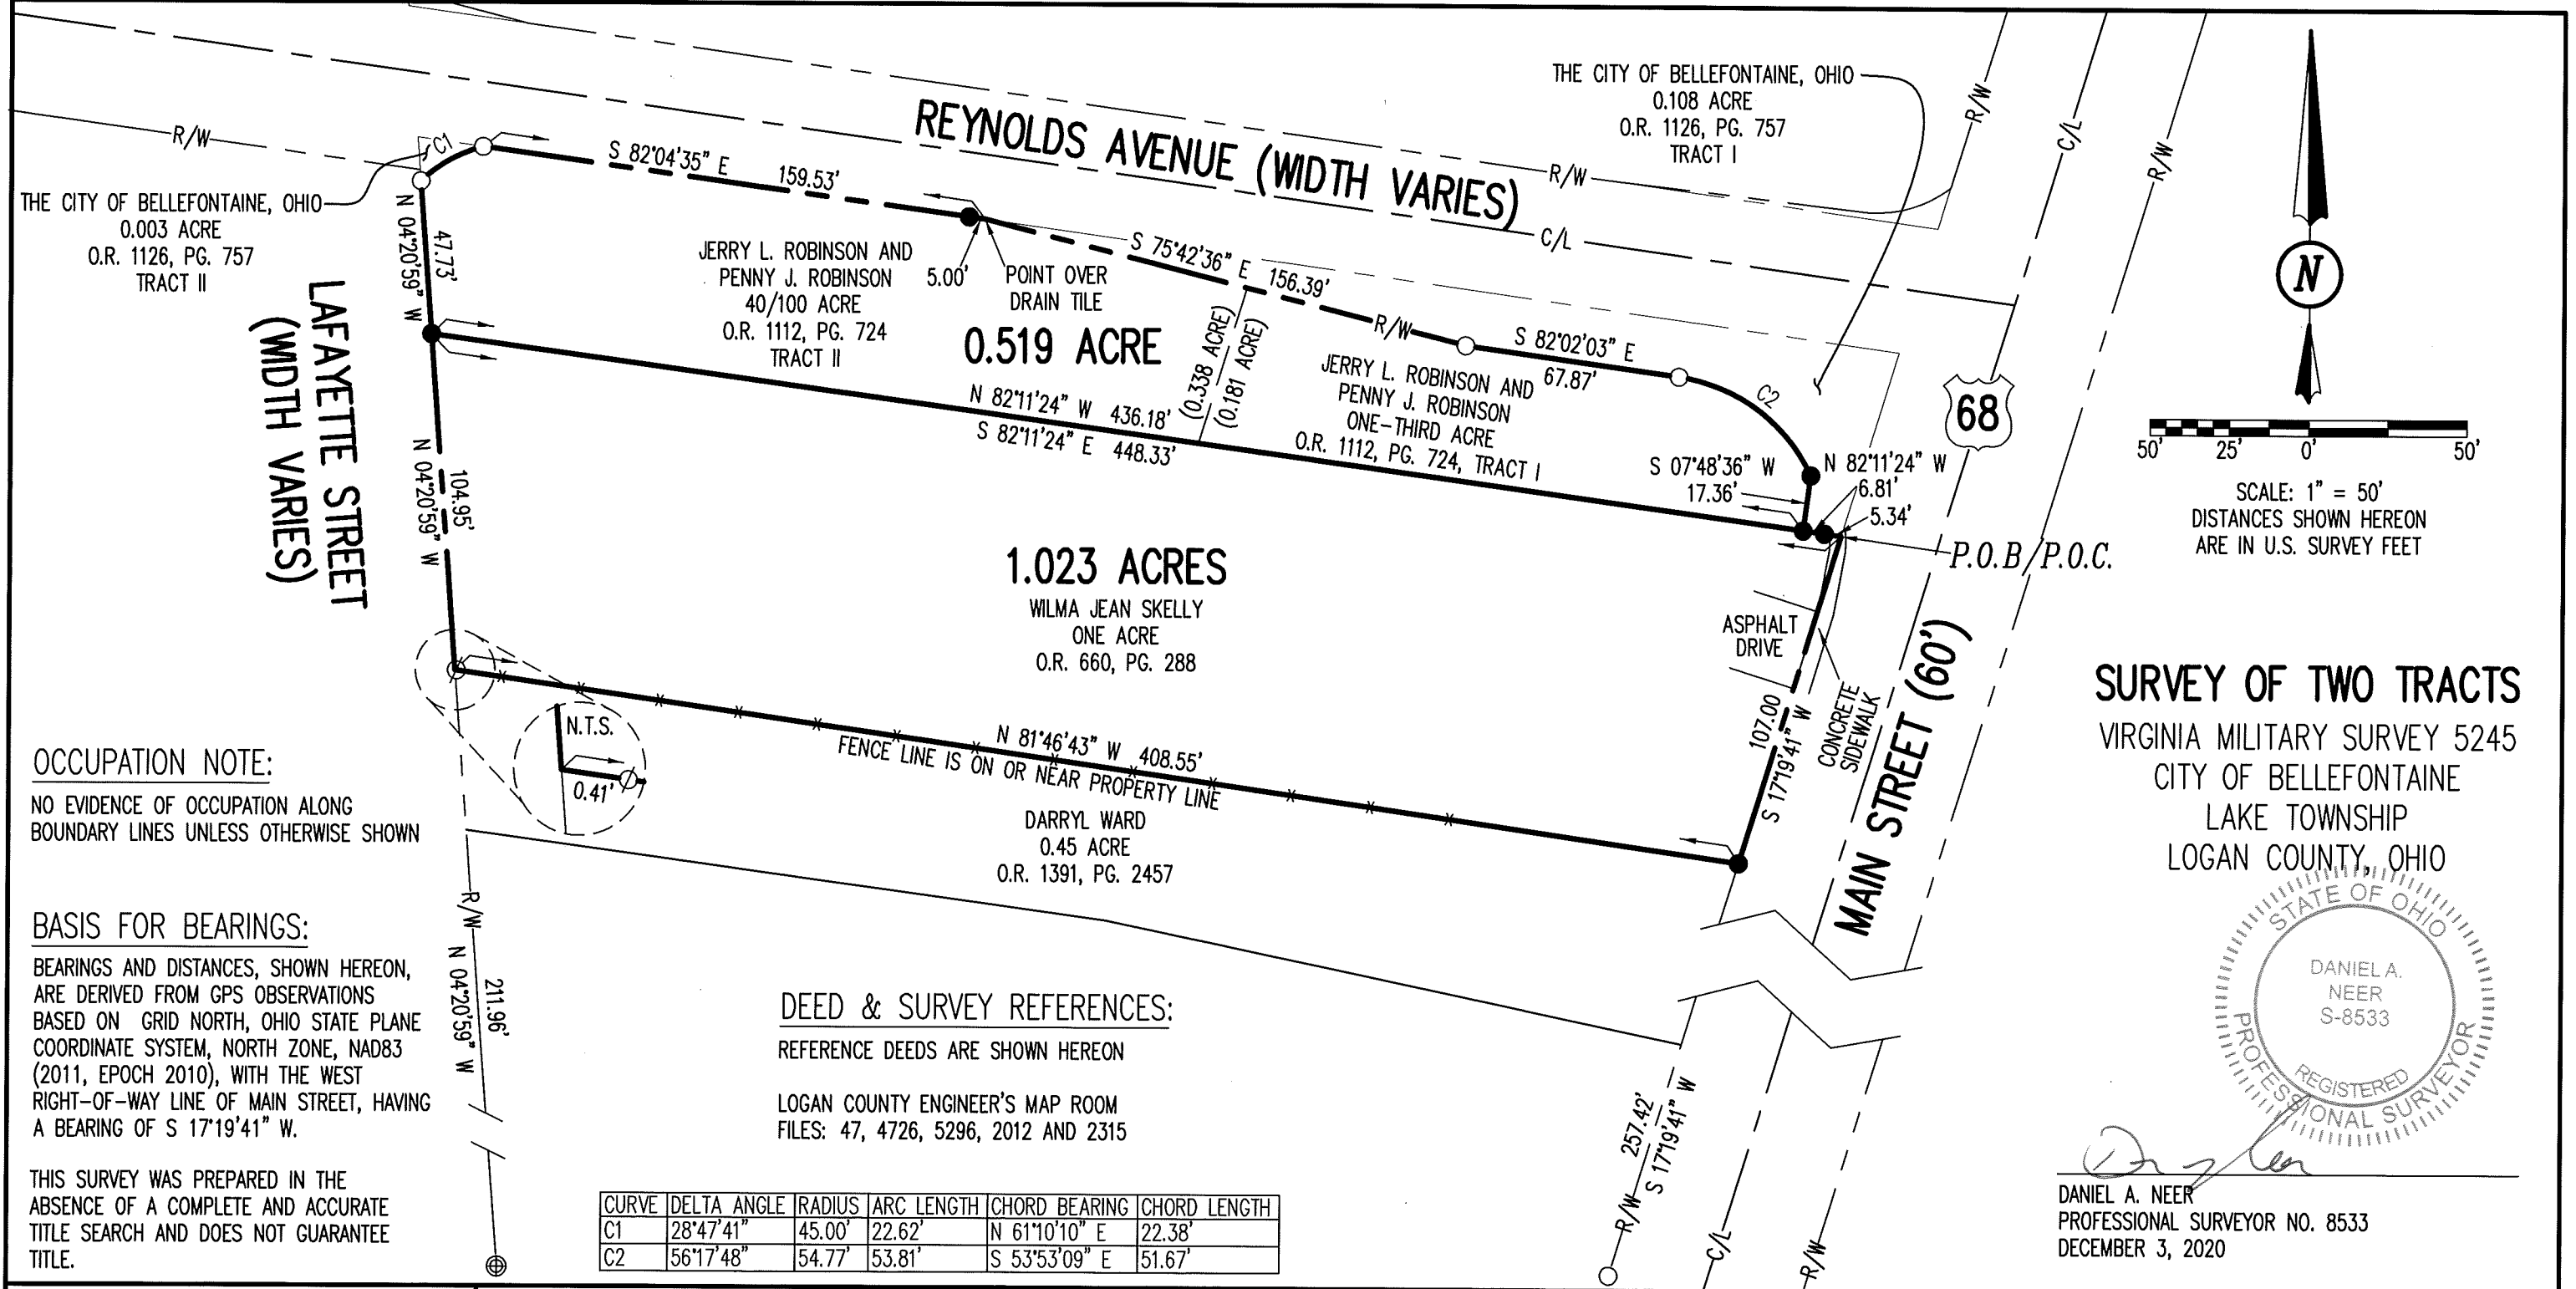 THE CITY OF BELLEFONTAINE, OHIO
0.108 ACRE
O.R. 1126, PG. 757
TRACT I
R/W
C/L
R/W
R/W
C1
S 82°04'35" E 159.53'
REYNOLDS AVENUE (WIDTH VARIES)
R/W
C/L
THE CITY OF BELLEFONTAINE, OHIO
0.003 ACRE
O.R. 1126, PG. 757
TRACT II
N 04°20'59" W
47.73'
JERRY L. ROBINSON AND
PENNY J. ROBINSON
40/100 ACRE
O.R. 1112, PG. 724
TRACT II
5.00'
POINT OVER
DRAIN TILE
S 75°42'36" E 156.39'
R/W
0.519 ACRE
(0.338 ACRE)
(0.181 ACRE)
S 82°02'03" E
67.87'
C2
JERRY L. ROBINSON AND
PENNY J. ROBINSON
ONE-THIRD ACRE
O.R. 1112, PG. 724, TRACT I
N
68
50' 25' 0' 50'
SCALE: 1" = 50'
DISTANCES SHOWN HEREON
ARE IN U.S. SURVEY FEET
LAFAYETTE STREET
(WIDTH VARIES)
N 82°11'24" W 436.18'
S 82°11'24" E 448.33'
S 07°48'36" W
17.36'
N 82°11'24" W
6.81'
5.34'
P.O.B/P.O.C.
104.95'
N 04°20'59" W
1.023 ACRES
WILMA JEAN SKELLY
ONE ACRE
O.R. 660, PG. 288
ASPHALT
DRIVE
CONCRETE
SIDEWALK
107.00
S 17°19'41" W
MAIN STREET (60')
N.T.S.
0.41'
N 81°46'43" W 408.55'
FENCE LINE IS ON OR NEAR PROPERTY LINE
DARRYL WARD
0.45 ACRE
O.R. 1391, PG. 2457
SURVEY OF TWO TRACTS
VIRGINIA MILITARY SURVEY 5245
CITY OF BELLEFONTAINE
LAKE TOWNSHIP
LOGAN COUNTY, OHIO
OCCUPATION NOTE:
NO EVIDENCE OF OCCUPATION ALONG
BOUNDARY LINES UNLESS OTHERWISE SHOWN
BASIS FOR BEARINGS:
BEARINGS AND DISTANCES, SHOWN HEREON,
ARE DERIVED FROM GPS OBSERVATIONS
BASED ON GRID NORTH, OHIO STATE PLANE
COORDINATE SYSTEM, NORTH ZONE, NAD83
(2011, EPOCH 2010), WITH THE WEST
RIGHT-OF-WAY LINE OF MAIN STREET, HAVING
A BEARING OF S 17°19'41" W.
THIS SURVEY WAS PREPARED IN THE
ABSENCE OF A COMPLETE AND ACCURATE
TITLE SEARCH AND DOES NOT GUARANTEE
TITLE.
R/W
N 04°20'59" W
211.96'
DEED & SURVEY REFERENCES:
REFERENCE DEEDS ARE SHOWN HEREON
LOGAN COUNTY ENGINEER'S MAP ROOM
FILES: 47, 4726, 5296, 2012 AND 2315
CURVE DELTA ANGLE RADIUS ARC LENGTH CHORD BEARING CHORD LENGTH
C1 28°47'41" 45.00' 22.62' N 61°10'10" E 22.38'
C2 56°17'48" 54.77' 53.81' S 53°53'09" E 51.67'
257.42'
S 17°19'41" W
R/W
C/L
R/W
STATE OF OHIO
DANIEL A.
NEER
S-8533
REGISTERED
PROFESSIONAL SURVEYOR
DANIEL A. NEER
PROFESSIONAL SURVEYOR NO. 8533
DECEMBER 3, 2020